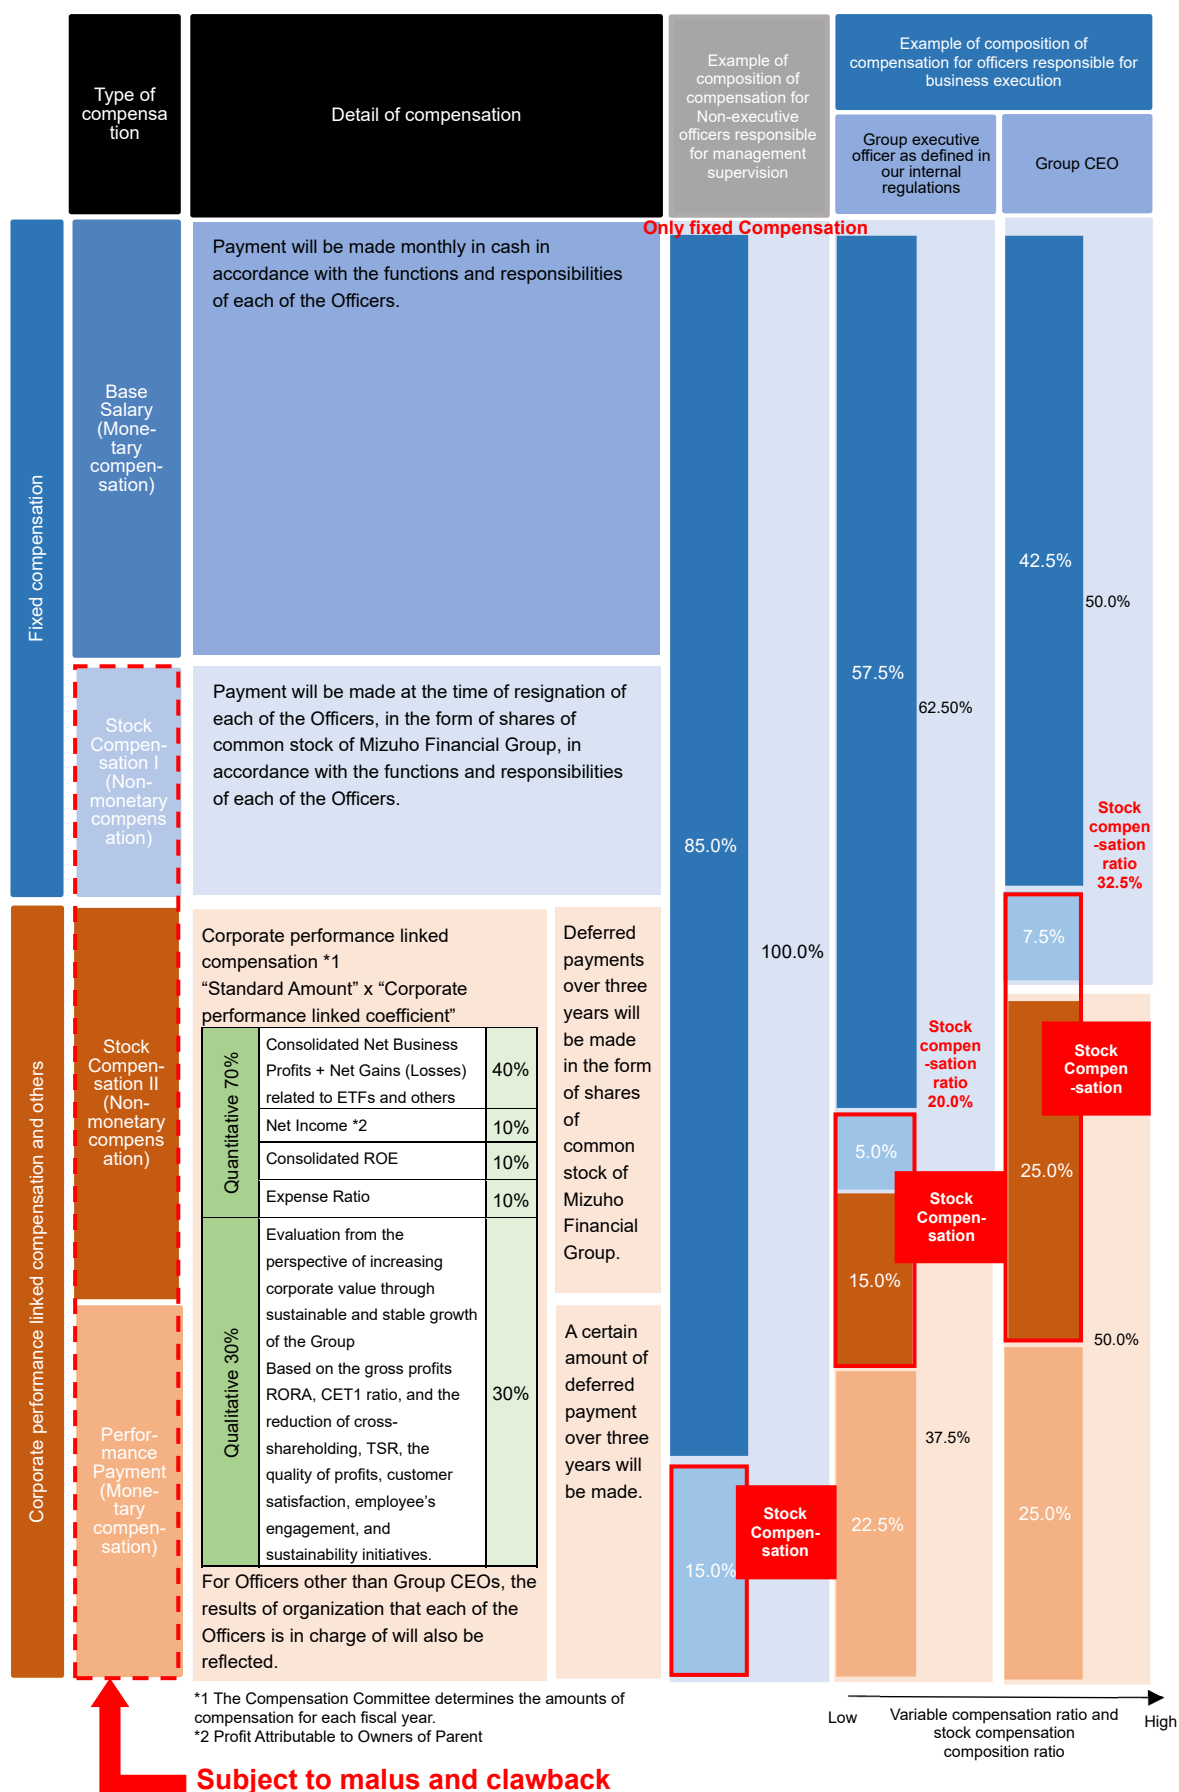 Type of
compensa
tion
Detail of compensation
Example of
composition of
compensation for
Non-executive
officers responsible
for management
supervision
Example of composition of
compensation for officers responsible for
business execution
Group executive
officer as defined in
our internal
regulations
Group CEO
Only fixed Compensation
Fixed compensation
Base
Salary
(Mone-
tary
compen-
sation)
Payment will be made monthly in cash in
accordance with the functions and responsibilities
of each of the Officers.
Stock
Compen-
sation I
(Non-
monetary
compens
ation)
Payment will be made at the time of resignation of
each of the Officers, in the form of shares of
common stock of Mizuho Financial Group, in
accordance with the functions and responsibilities
of each of the Officers.
Corporate performance linked compensation and others
Stock
Compen-
sation II
(Non-
monetary
compens
ation)
Perfor-
mance
Payment
(Mone-
tary
compen-
sation)
Corporate performance linked
compensation *1
“Standard Amount” x “Corporate
performance linked coefficient”
Quantitative 70%
Consolidated Net Business
Profits + Net Gains (Losses)
related to ETFs and others
40%
Net Income *2
10%
Consolidated ROE
10%
Expense Ratio
10%
Qualitative 30%
Evaluation from the
perspective of increasing
corporate value through
sustainable and stable growth
of the Group
Based on the gross profits
RORA, CET1 ratio, and the
reduction of cross-
shareholding, TSR, the
quality of profits, customer
satisfaction, employee’s
engagement, and
sustainability initiatives.
30%
For Officers other than Group CEOs, the
results of organization that each of the
Officers is in charge of will also be
reflected.
Deferred
payments
over three
years will
be made
in the form
of shares
of
common
stock of
Mizuho
Financial
Group.
A certain
amount of
deferred
payment
over three
years will
be made.
85.0%
100.0%
15.0%
Stock
Compen-
sation
57.5%
62.50%
Stock
compen
-sation
ratio
20.0%
5.0%
15.0%
Stock
Compen-
sation
22.5%
37.5%
42.5%
50.0%
Stock
compen
-sation
ratio
32.5%
7.5%
25.0%
Stock
Compen
-sation
25.0%
50.0%
*1 The Compensation Committee determines the amounts of
compensation for each fiscal year.
*2 Profit Attributable to Owners of Parent
Low
Variable compensation ratio and
stock compensation
composition ratio
High
Subject to malus and clawback